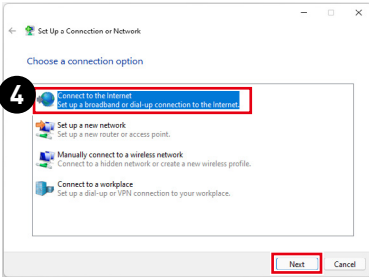 Set Up a Connection or Network
Choose a connection option
4
Connect to the Internet
Set up a broadband or dial-up connection to the Internet.
Set up a new network
Set up a new router or access point.
Manually connect to a wireless network
Connect to a hidden network or create a new wireless profile.
Connect to a workplace
Set up a dial-up or VPN connection to your workplace.
Next
Cancel